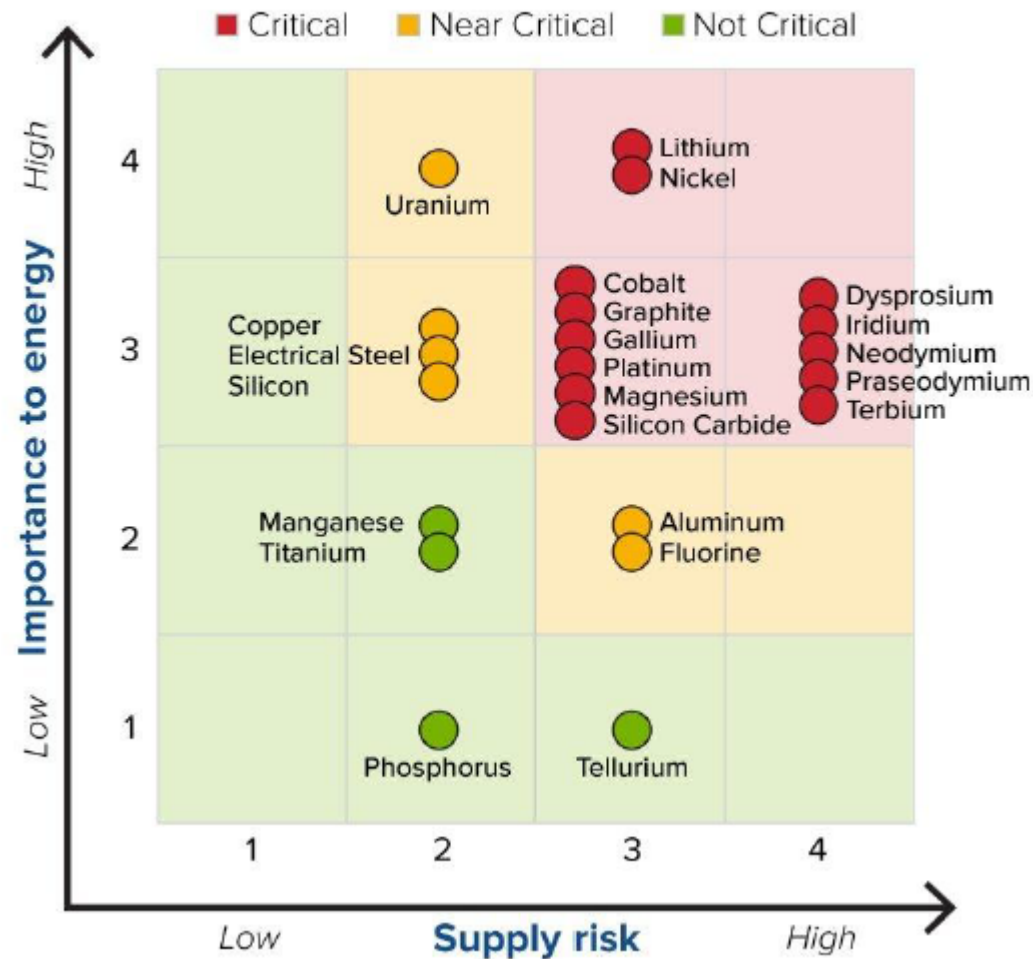 Critical Near Critical Not Critical
High
4
Lithium
Nickel
Uranium
Importance to energy
3
Copper
Electrical Steel
Silicon
Cobalt
Graphite
Gallium
Platinum
Magnesium
Silicon Carbide
Dysprosium
Iridium
Neodymium
Praseodymium
Terbium
2
Manganese
Titanium
Aluminum
Fluorine
Low
1
Phosphorus
Tellurium
1 2 3 4
Low Supply risk High